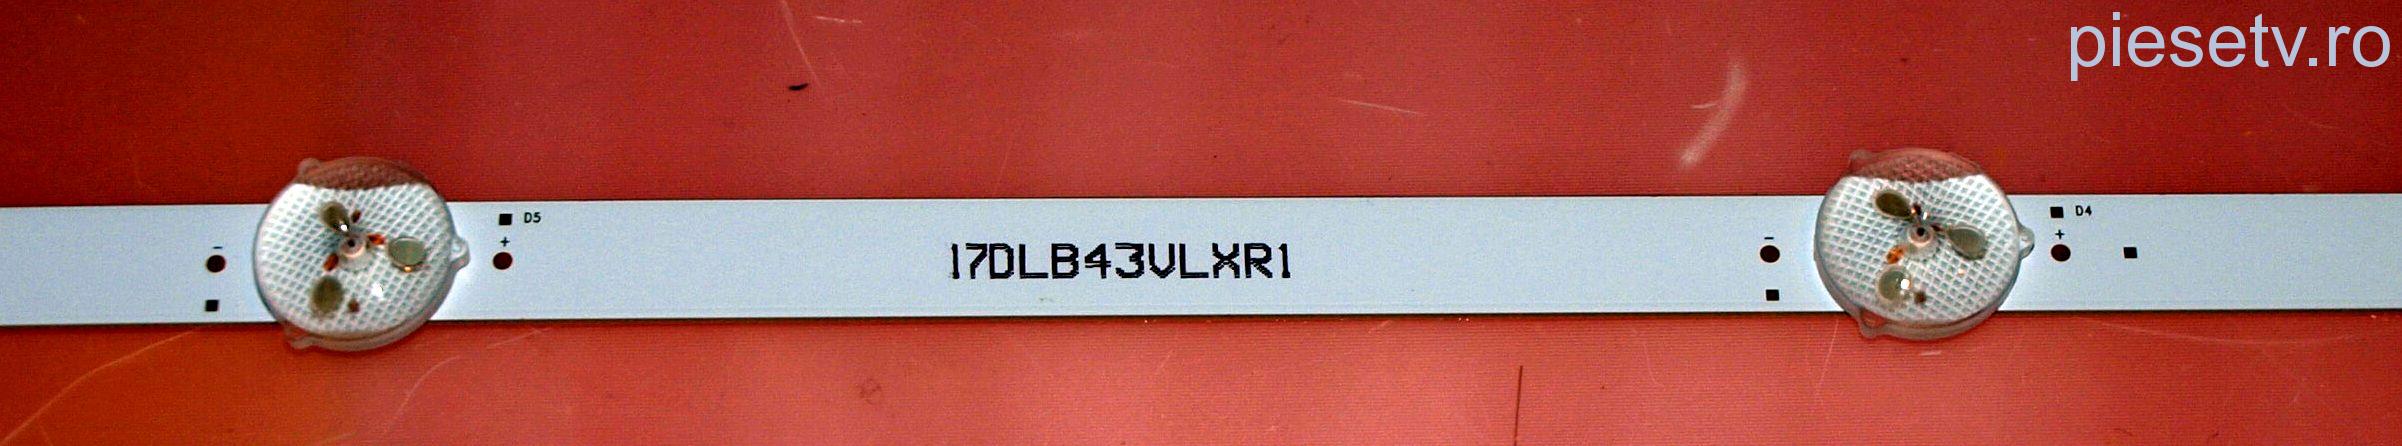 piesetv.ro
D5
D4
- + - +
17DLB43VLXR1